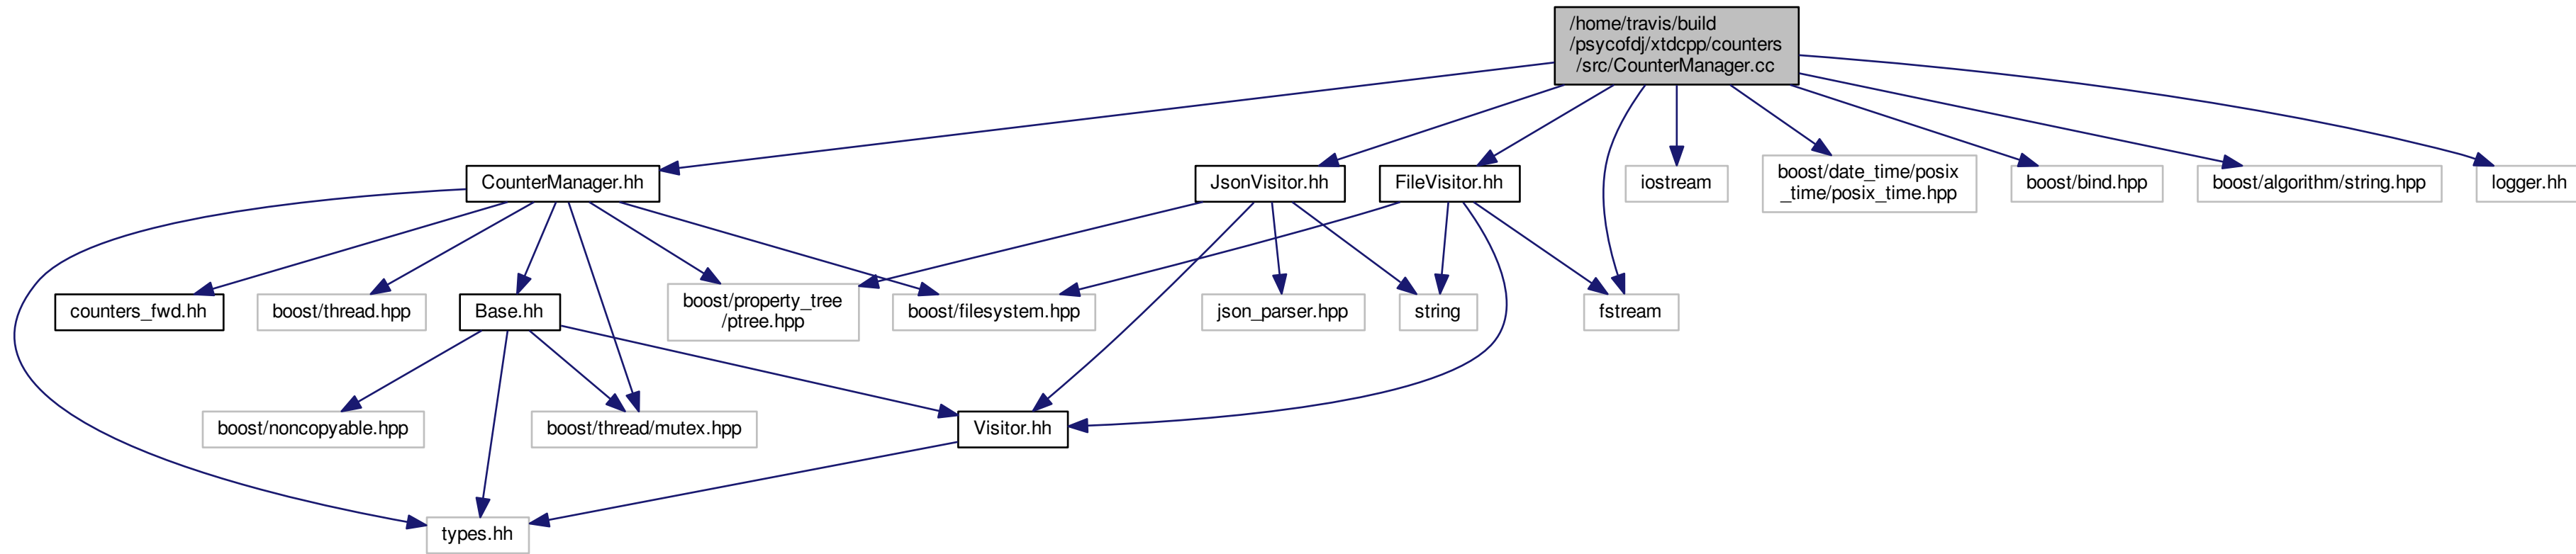 /home/travis/build
/psycofdj/xtdcpp/counters
/src/CounterManager.cc
CounterManager.hh
JsonVisitor.hh
FileVisitor.hh
iostream
boost/date_time/posix
_time/posix_time.hpp
boost/bind.hpp
boost/algorithm/string.hpp
logger.hh
counters_fwd.hh
boost/thread.hpp
Base.hh
boost/property_tree
/ptree.hpp
boost/filesystem.hpp
json_parser.hpp
string
fstream
boost/noncopyable.hpp
boost/thread/mutex.hpp
Visitor.hh
types.hh